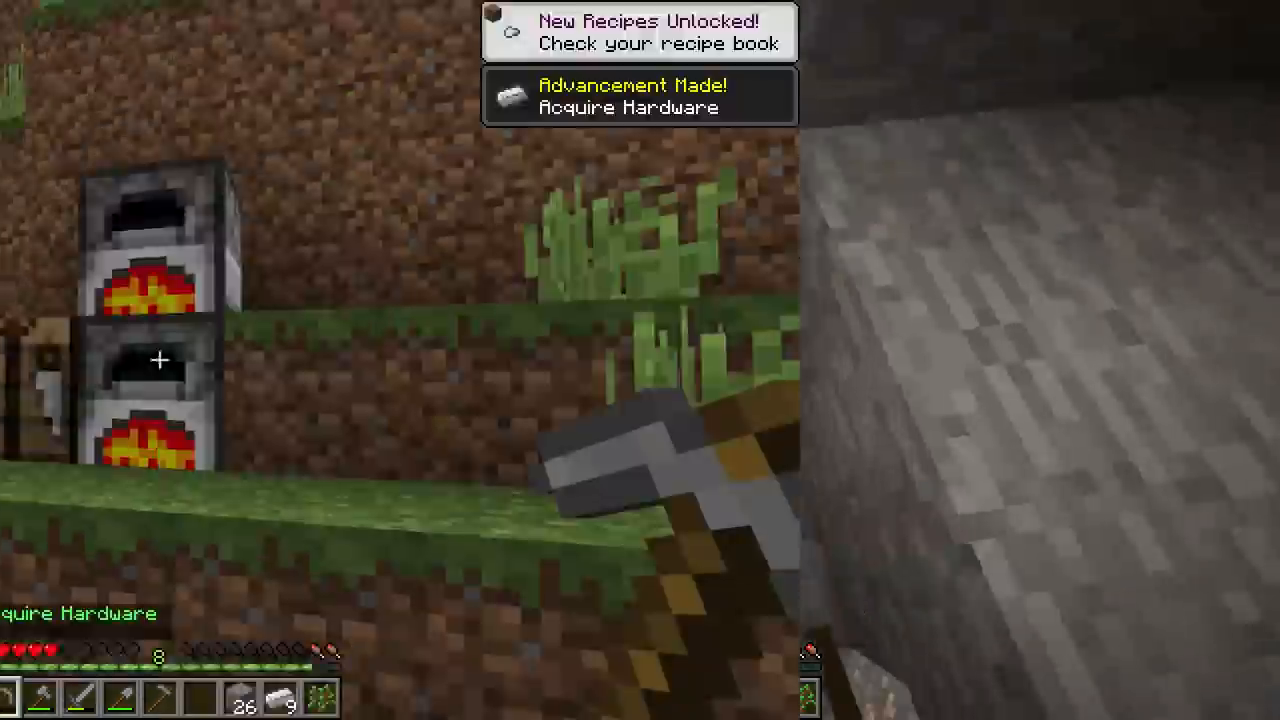 New Recipes Unlocked!
Check your recipe book
Advancement Made!
Acquire Hardware
quire Hardware
8
26
9